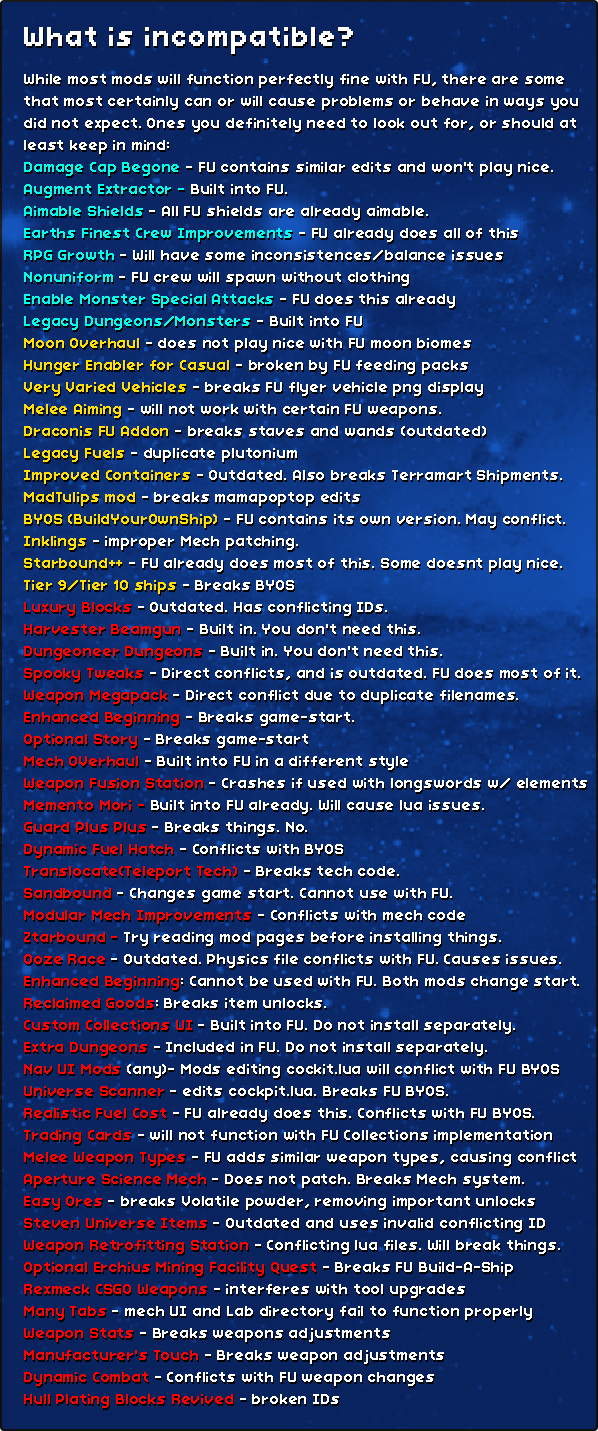 What is incompatible?
While most mods will function perfectly fine with FU, there are some
that most certainly can or will cause problems or behave in ways you
did not expect. Ones you definitely need to look out for, or should at
least keep in mind:
Damage Cap Begone - FU contains similar edits and won't play nice.
Augment Extractor - Built into FU.
Aimable Shields - All FU shields are already aimable.
Earths Finest Crew Improvements - FU already does all of this
RPG Growth - Will have some inconsistences/balance issues
Nonuniform - FU crew will spawn without clothing
Enable Monster Special Attacks - FU does this already
Legacy Dungeons/Monsters - Built into FU
Moon Overhaul - does not play nice with FU moon biomes
Hunger Enabler for Casual - broken by FU feeding packs
Very Varied Vehicles - breaks FU flyer vehicle png display
Melee Aiming - will not work with certain FU weapons.
Draconis FU Addon - breaks staves and wands (outdated)
Legacy Fuels - duplicate plutonium
Improved Containers - Outdated. Also breaks Terramart Shipments.
MadTulips mod - breaks mamapoptop edits
BYOS (BuildYourOwnShip) - FU contains its own version. May conflict.
Inklings - improper Mech patching.
Starbound++ - FU already does most of this. Some doesnt play nice.
Tier 9/Tier 10 ships - Breaks BYOS
Luxury Blocks - Outdated. Has conflicting IDs.
Harvester Beamgun - Built in. You don't need this.
Dungeoneer Dungeons - Built in. You don't need this.
Spooky Tweaks - Direct conflicts, and is outdated. FU does most of it.
Weapon Megapack - Direct conflict due to duplicate filenames.
Enhanced Beginning - Breaks game-start.
Optional Story - Breaks game-start
Mech OVerhaul - Built into FU in a different style
Weapon Fusion Station - Crashes if used with longswords w/ elements
Memento Mori - Built into FU already. Will cause lua issues.
Guard Plus Plus - Breaks things. No.
Dynamic Fuel Hatch - Conflicts with BYOS
Translocate(Teleport Tech) - Breaks tech code.
Sandbound - Changes game start. Cannot use with FU.
Modular Mech Improvements - Conflicts with mech code
Ztarbound - Try reading mod pages before installing things.
Ooze Race - Outdated. Physics file conflicts with FU. Causes issues.
Enhanced Beginning: Cannot be used with FU. Both mods change start.
Reclaimed Goods: Breaks item unlocks.
Custom Collections UI - Built into FU. Do not install separately.
Extra Dungeons - Included in FU. Do not install separately.
Nav UI Mods (any)- Mods editing cockit.lua will conflict with FU BYOS
Universe Scanner - edits cockpit.lua. Breaks FU BYOS.
Realistic Fuel Cost - FU already does this. Conflicts with FU BYOS.
Trading Cards - will not function with FU Collections implementation
Melee Weapon Types - FU adds similar weapon types, causing conflict
Aperture Science Mech - Does not patch. Breaks Mech system.
Easy Ores - breaks Volatile powder, removing important unlocks
Steven Universe Items - Outdated and uses invalid conflicting ID
Weapon Retrofitting Station - Conflicting lua files. Will break things.
Optional Erchius Mining Facility Quest - Breaks FU Build-A-Ship
Rexmeck CSGO Weapons - interferes with tool upgrades
Many Tabs - mech UI and Lab directory fail to function properly
Weapon Stats - Breaks weapons adjustments
Manufacturer's Touch - Breaks weapon adjustments
Dynamic Combat - Conflicts with FU weapon changes
Hull Plating Blocks Revived - broken IDs